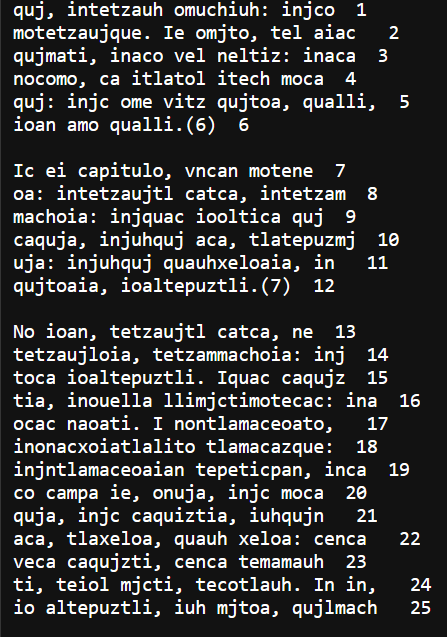 quj, intetzauh omuchiuh: injco 1
motetzaujque. Ie omjto, tel aiac 2
qujmati, inaco vel neltiz: inaca 3
nocomo, ca itlatol itech moca 4
quj: injc ome vitz qujtoa, qualli, 5
ioan amo qualli.(6) 6

Ic ei capitulo, vncan motene 7
oa: intetzaujtl catca, intetzam 8
machoia: injquac iooltica quj 9
caquja, injuhquj aca, tlatepuzmj 10
uja: injuhquj quauhxeloaia, in 11
qujtoaia, ioaltepuztli.(7) 12

No ioan, tetzaujtl catca, ne 13
tetzaujloia, tetzammachoia: inj 14
toca ioaltepuztli. Iquac caqujz 15
tia, inouella llimjctimotecac: ina 16
ocac naoati. I nontlamaceoato, 17
inonacxoiatlalito tlamacazque: 18
injntlamaceoaian tepeticpan, inca 19
co campa ie, onuja, injc moca 20
quja, injc caquiztia, iuhqujn 21
aca, tlaxeloa, quauh xeloa: cenca 22
veca caqujzti, cenca temamauh 23
ti, teiol mjcti, tecotlauh. In in, 24
io altepuztli, iuh mjtoa, qujlmach 25